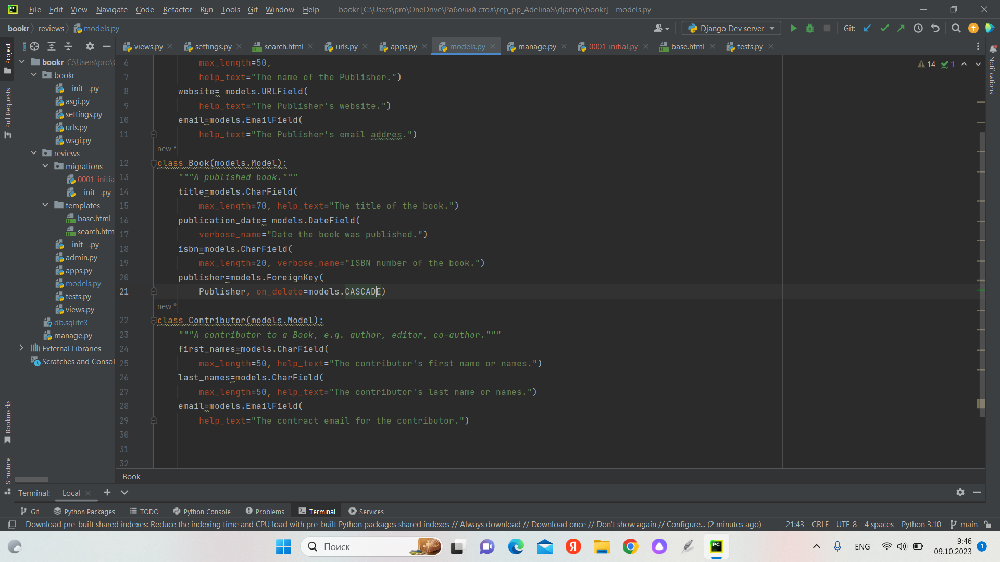 File Edit View Navigate Code Refactor Run Tools Git Window Help bookr [C:\Users\pro\OneDrive\Рабочий стол\rep_pp_AdelinaS\django\bookr] - models.py
bookr reviews models.py Django Dev server Git:
views.py settings.py search.html urls.py apps.py models.py manage.py 0001_initial.py base.html tests.py
Project
Pull Requests
Bookmarks
Structure
Notifications
bookr C:\Users\pro\
bookr
__init__.py
asgi.py
settings.py
urls.py
wsgi.py
reviews
migrations
0001_initia
__init__.py
templates
base.html
search.htm
__init__.py
admin.py
apps.py
models.py
tests.py
views.py
db.sqlite3
manage.py
External Libraries
Scratches and Consol
14 1
6 max_length=50,
7 help_text="The name of the Publisher.")
8 website= models.URLField(
9 help_text="The Publisher's website.")
10 email=models.EmailField(
11 help_text="The Publisher's email addres.")
new *
12 class Book(models.Model):
13 """A published book."""
14 title=models.CharField(
15 max_length=70, help_text="The title of the book.")
16 publication_date= models.DateField(
17 verbose_name="Date the book was published.")
18 isbn=models.CharField(
19 max_length=20, verbose_name="ISBN number of the book.")
20 publisher=models.ForeignKey(
21 Publisher, on_delete=models.CASCADE)
new *
22 class Contributor(models.Model):
23 """A contributor to a Book, e.g. author, editor, co-author."""
24 first_names=models.CharField(
25 max_length=50, help_text="The contributor's first name or names.")
26 last_names=models.CharField(
27 max_length=50, help_text="The contributor's last name or names.")
28 email=models.EmailField(
29 help_text="The contract email for the contributor.")
30
31
32
Book
Terminal: Local
Git Python Packages TODO Python Console Problems Terminal Services
Download pre-built shared indexes: Reduce the indexing time and CPU load with pre-built Python packages shared indexes // Always download // Download once // Don't show again // Configure... (2 minutes ago) 21:43 CRLF UTF-8 4 spaces Python 3.10 main
Поиск
ENG
9:46
09.10.2023
1